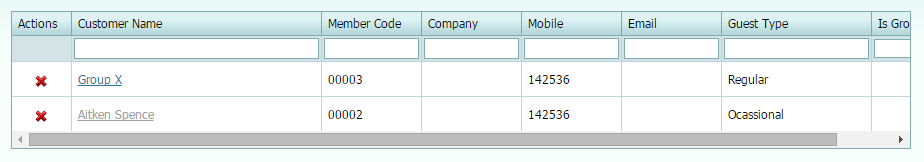 Actions Customer Name Member Code Company Mobile Email Guest Type Is Gro
Group X 00003 142536 Regular
Aitken Spence 00002 142536 Ocassional